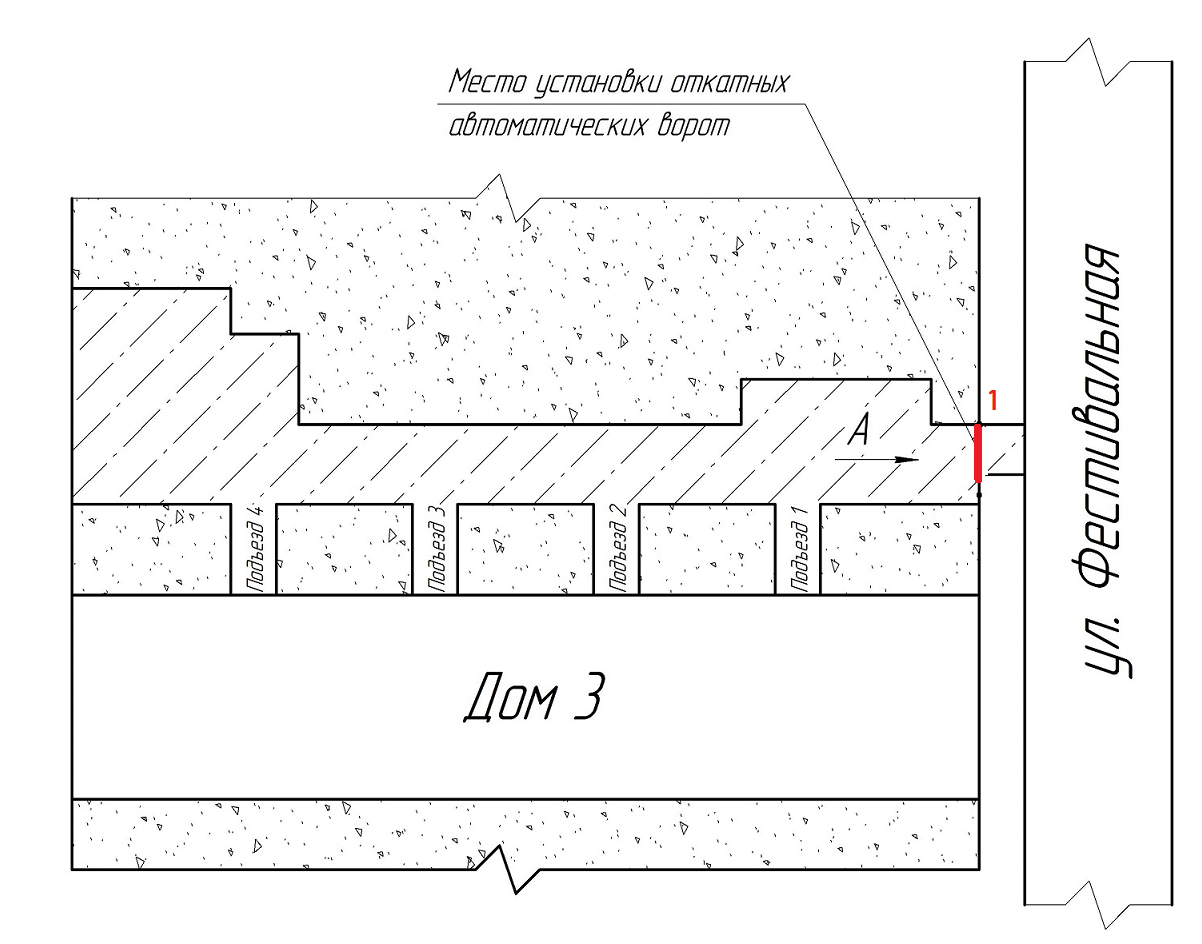 Место установки откатных
автоматических ворот
1
А
ул. Фестивальная
Подъезд 4
Подъезд 3
Подъезд 2
Подъезд 1
Дом 3